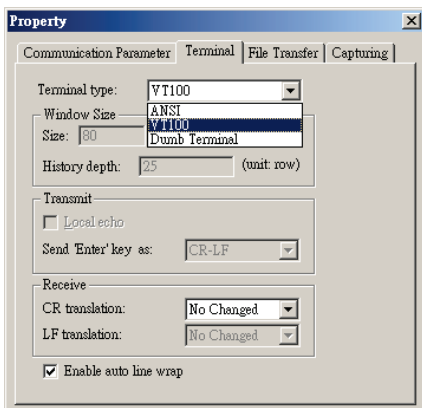 Property
Communication Parameter Terminal File Transfer Capturing
Terminal type: VT100
ANSI
VT100
Dumb Terminal
Window Size
Size: 80
History depth: 25 (unit: row)
Transmit
Local echo
Send 'Enter' key as: CR-LF
Receive
CR translation: No Changed
LF translation: No Changed
Enable auto line wrap